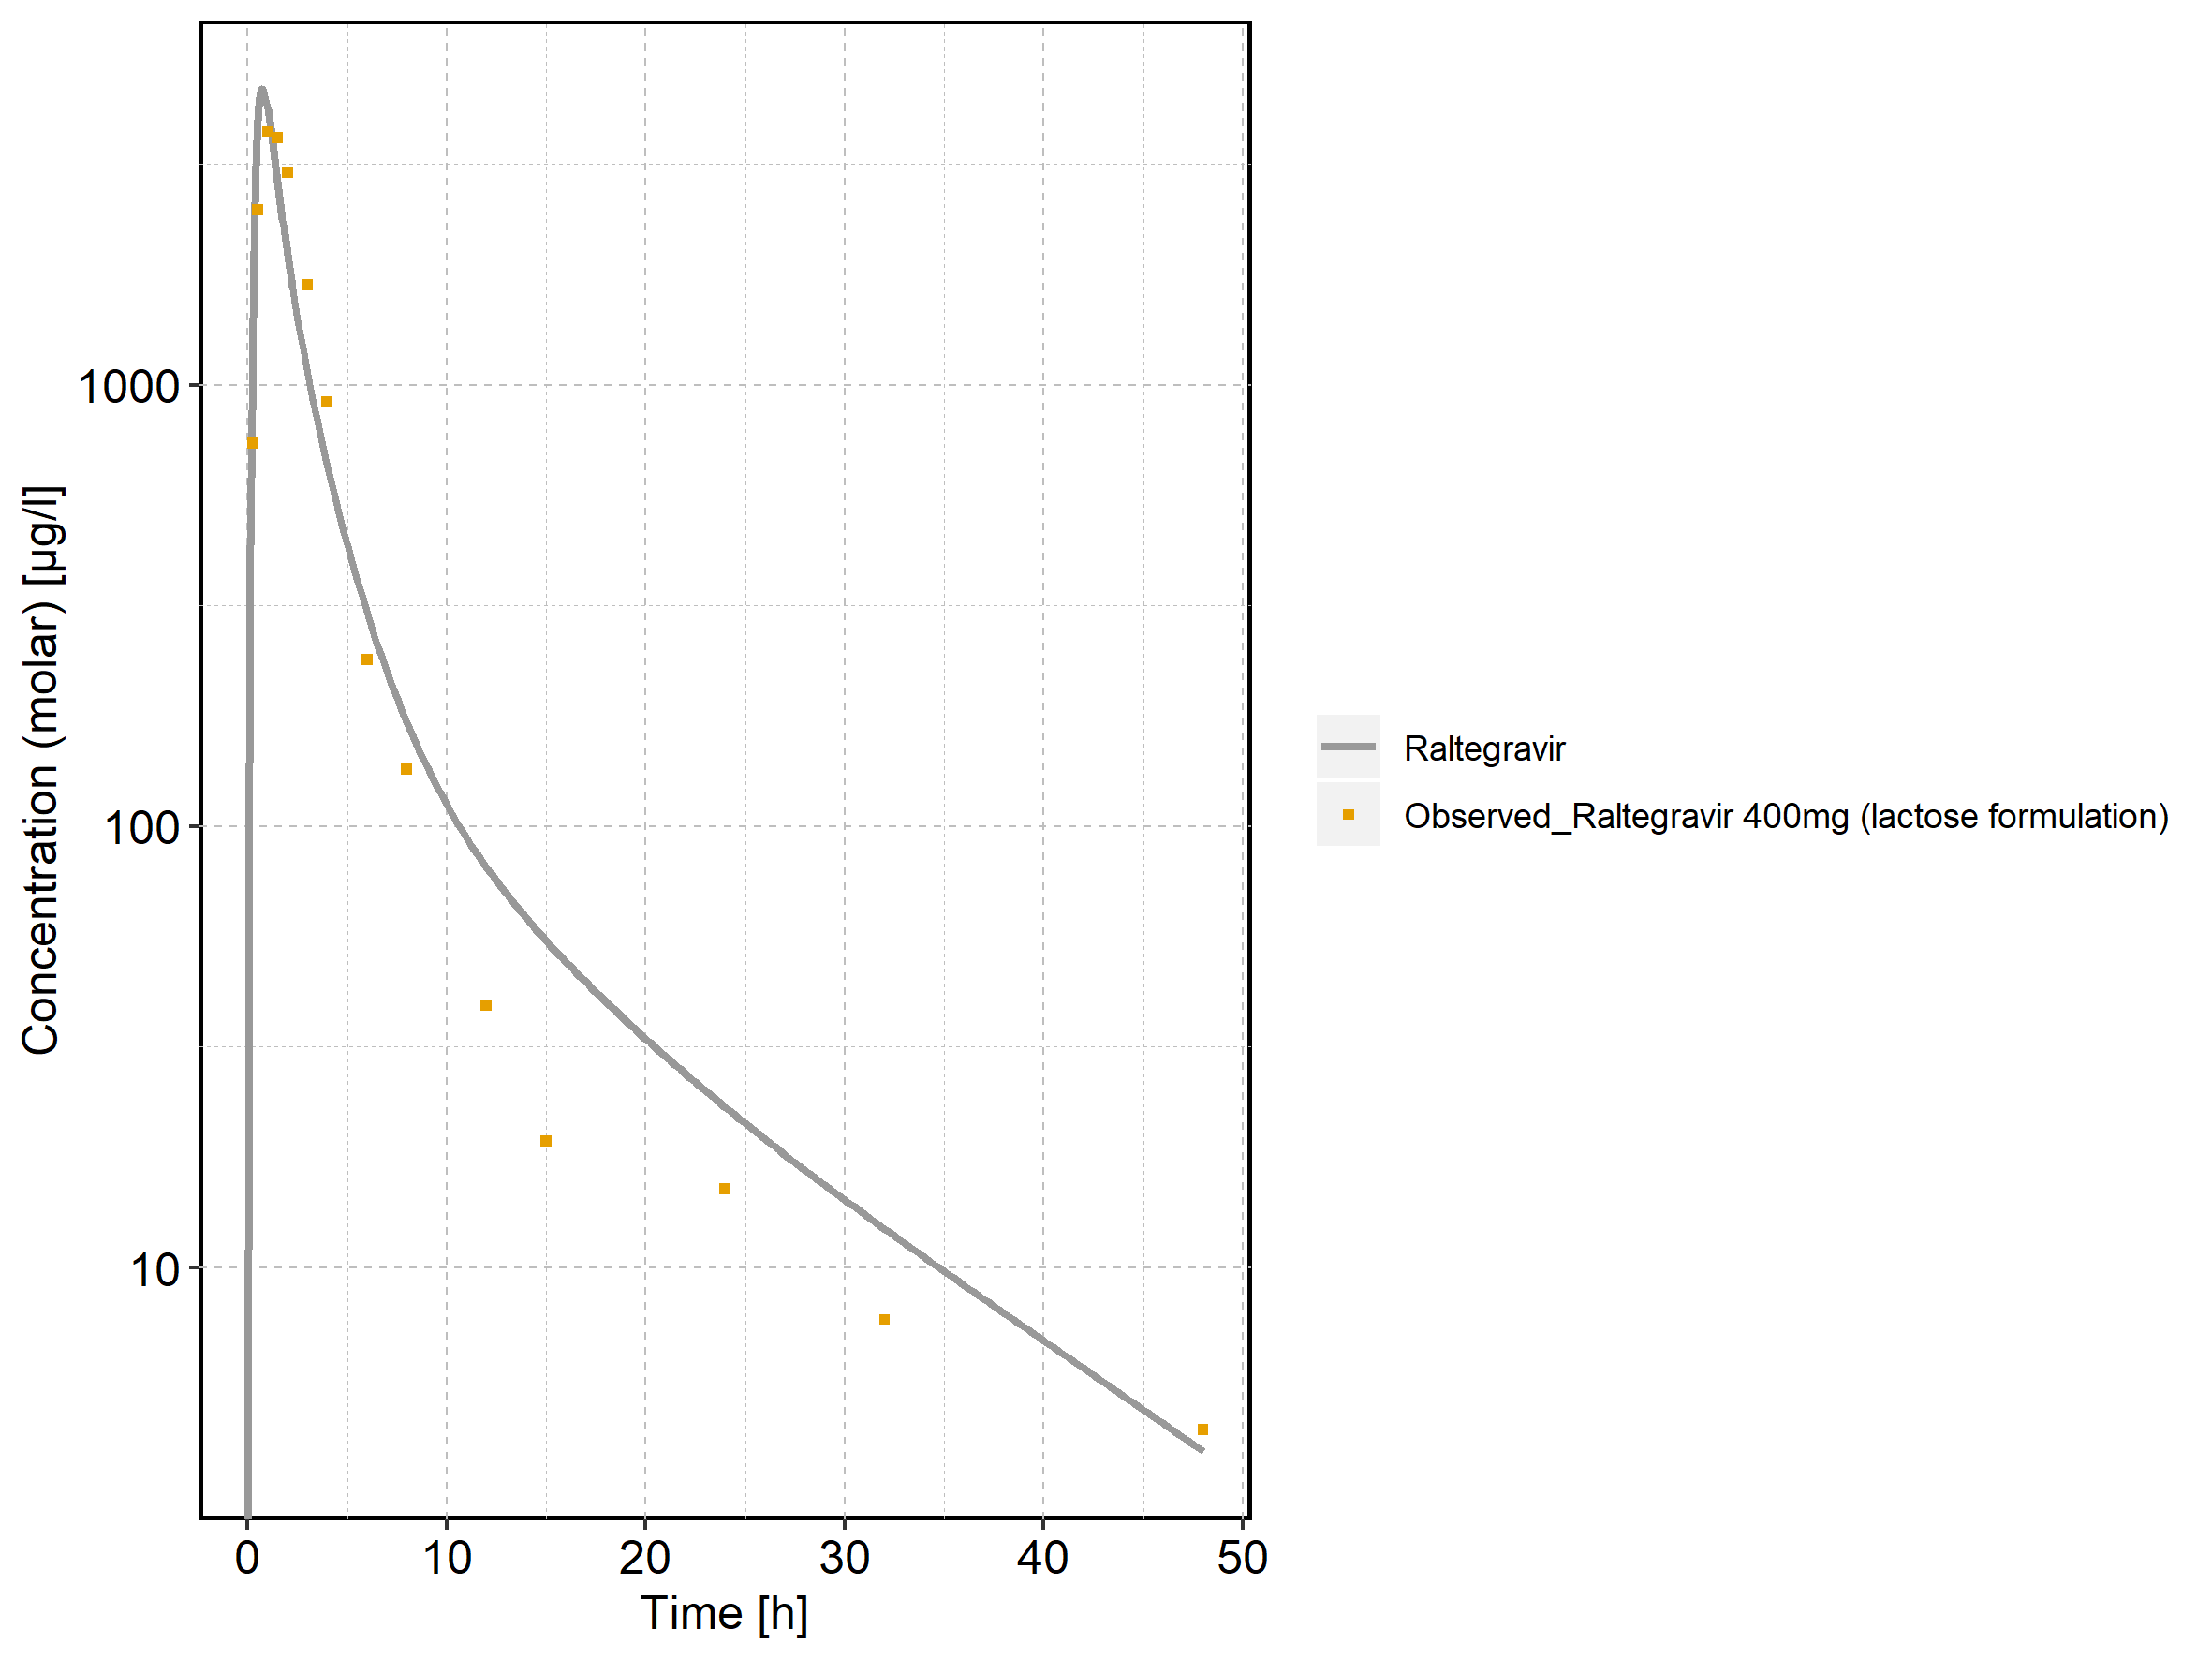 Concentration (molar) [µg/l]
1000
100
10
0 10 20 30 40 50
Time [h]
Raltegravir
Observed_Raltegravir 400mg (lactose formulation)